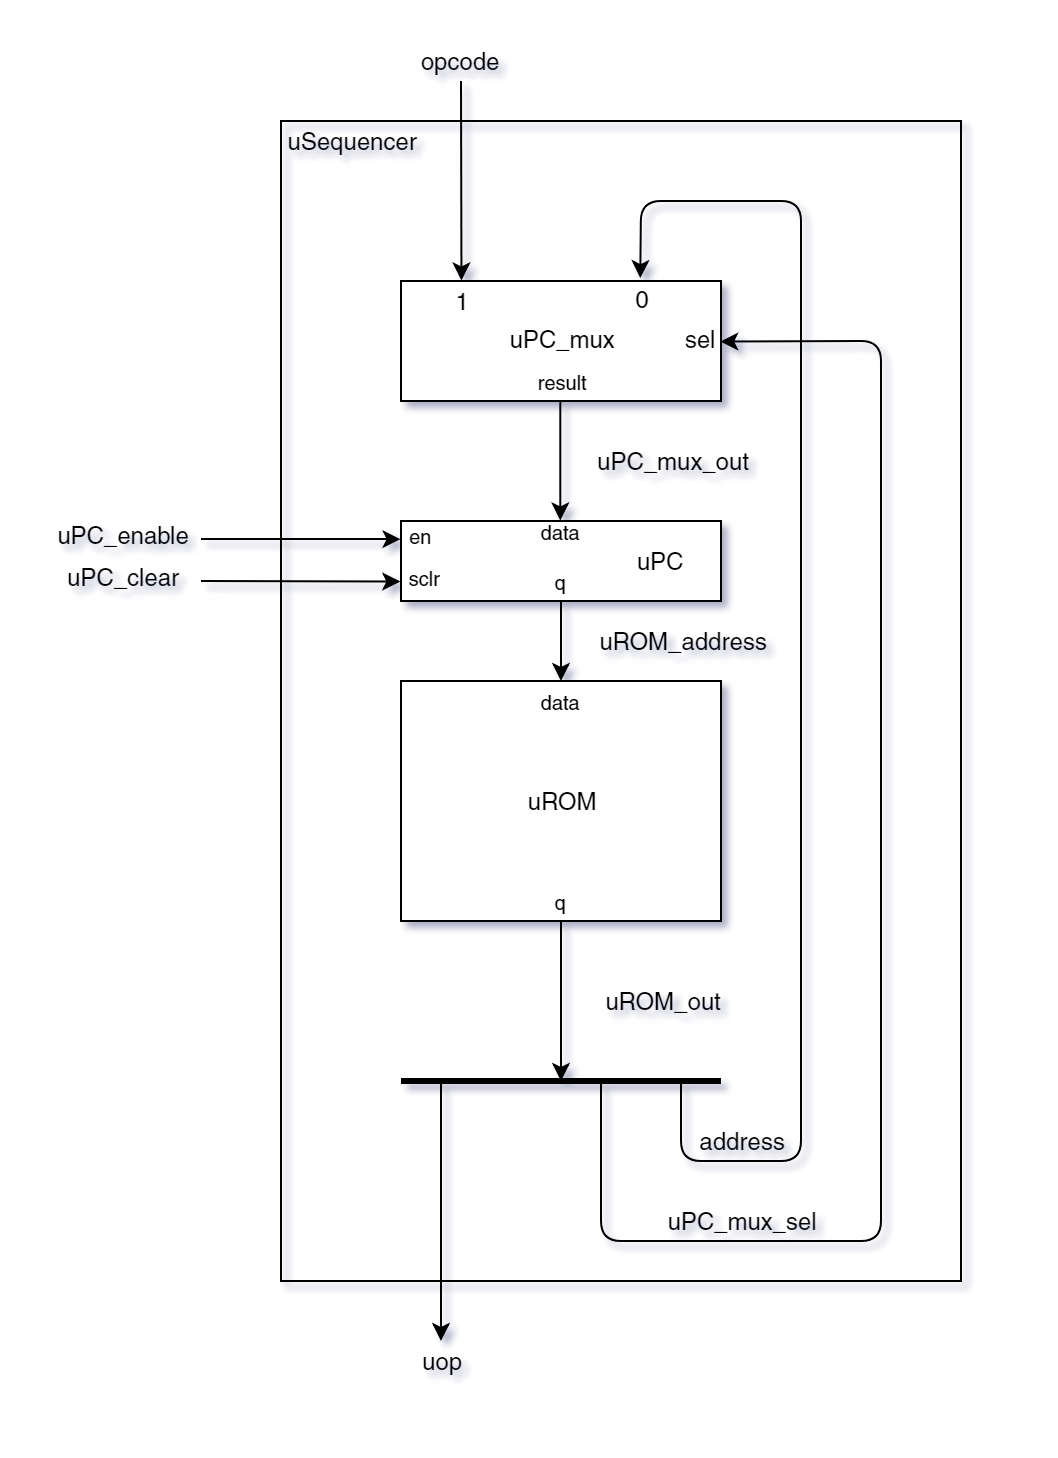 opcode
uSequencer
1
0
uPC_mux
sel
result
uPC_mux_out
uPC_enable
en
data
uPC
uPC_clear
sclr
q
uROM_address
data
uROM
q
uROM_out
address
uPC_mux_sel
uop